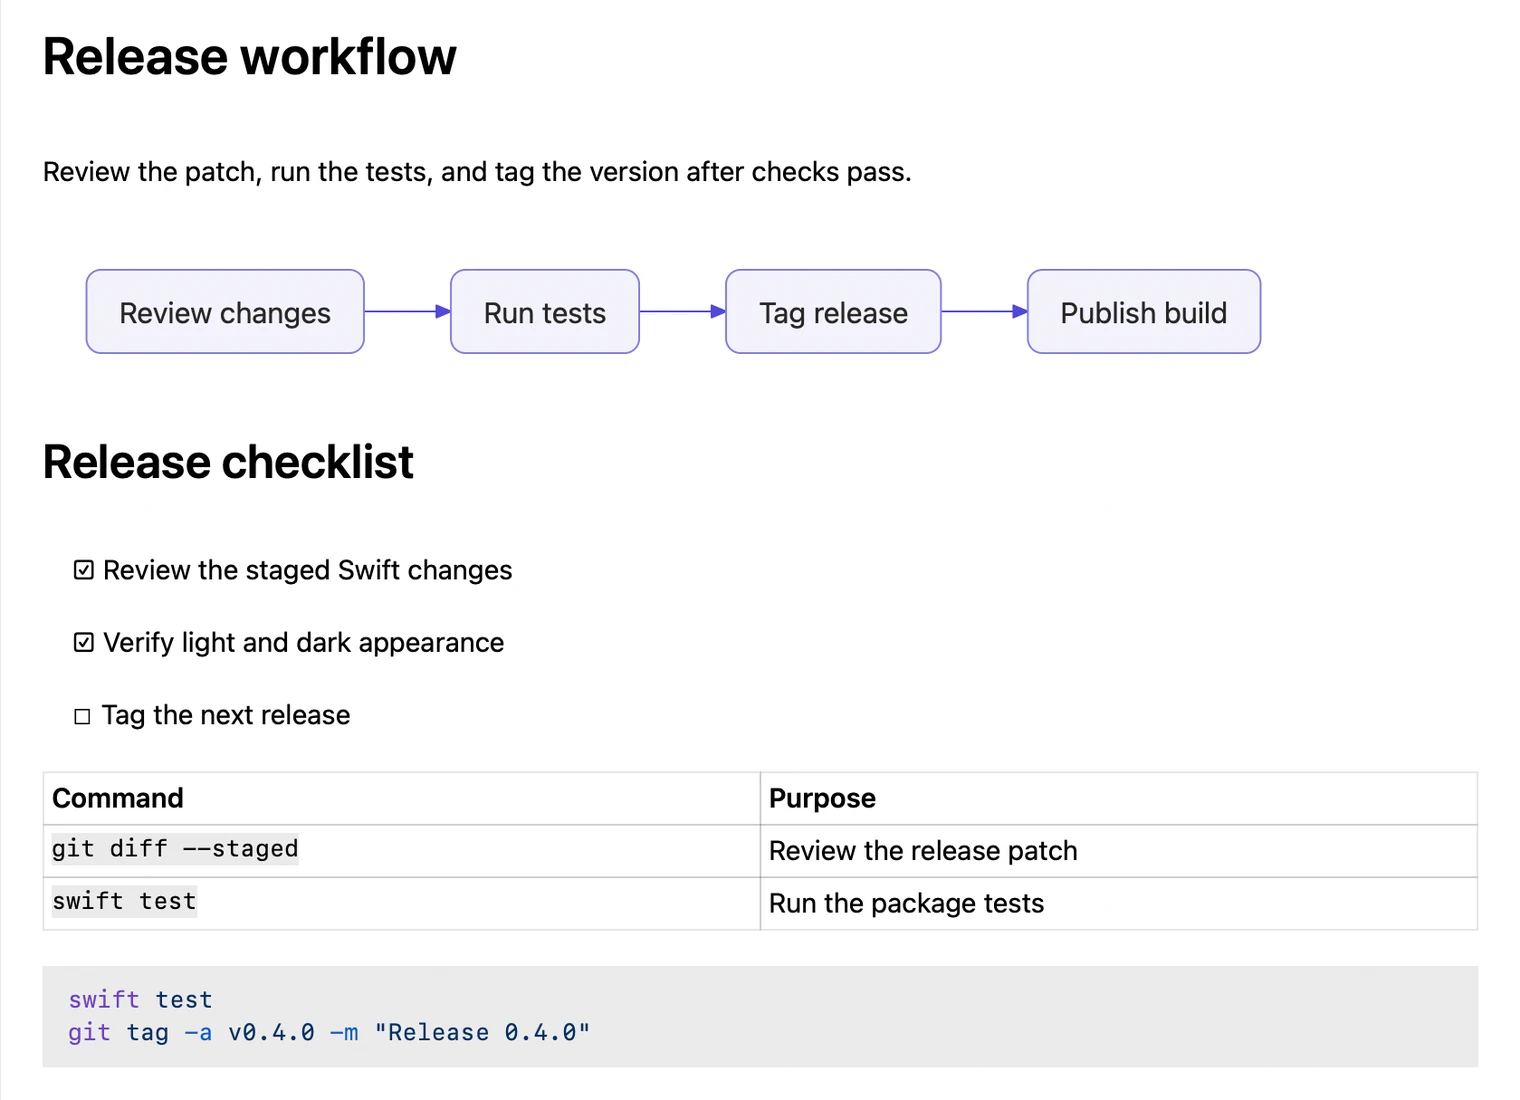 Release workflow
Review the patch, run the tests, and tag the version after checks pass.
Review changes
Run tests
Tag release
Publish build
Release checklist
☑ Review the staged Swift changes
☑ Verify light and dark appearance
☐ Tag the next release
Command Purpose
git diff --staged Review the release patch
swift test Run the package tests
swift test
git tag -a v0.4.0 -m "Release 0.4.0"